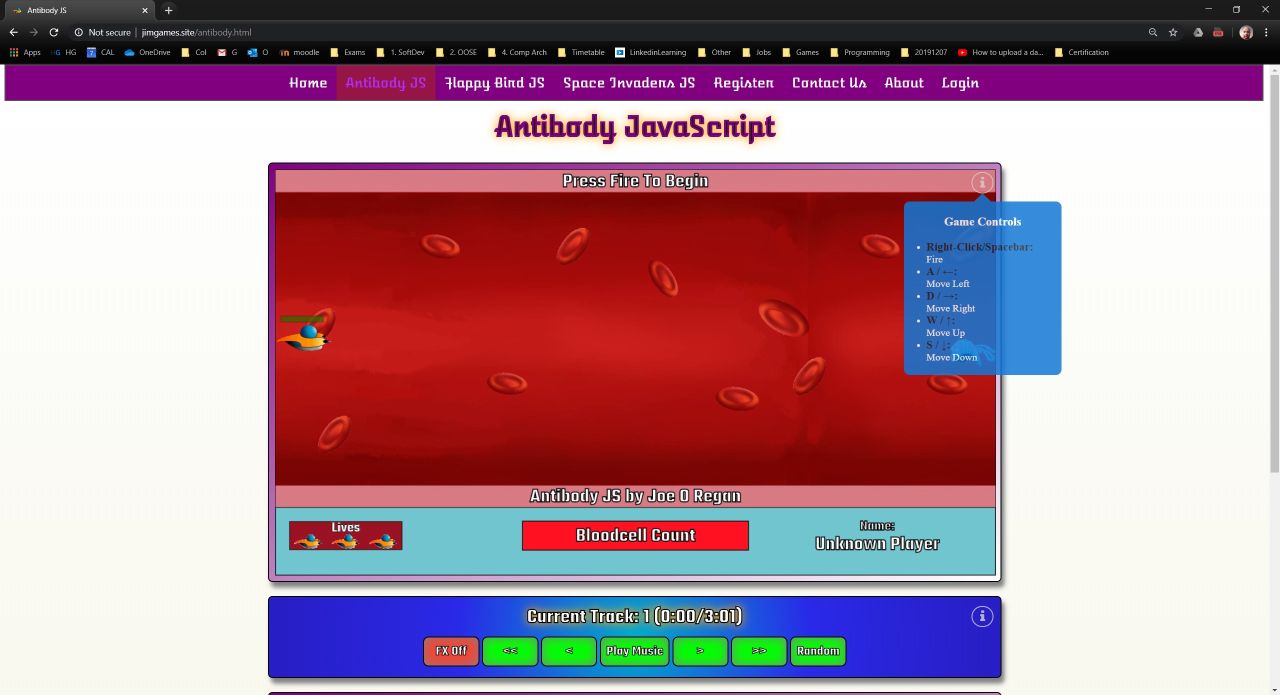 Antibody JS
Not secure | jimgames.site/antibody.html
Apps HG HG CAL OneDrive Col G O moodle Exams 1. SoftDev 2. OOSE 4. Comp Arch Timetable LinkedinLearning Other Jobs Games Programming 20191207 How to upload a da... Certification
Home Antibody JS Flappy Bird JS Space Invaders JS Register Contact Us About Login
Antibody JavaScript
Press Fire To Begin
Game Controls
Right-Click/Spacebar:
Fire
A / ←:
Move Left
D / →:
Move Right
W / ↑:
Move Up
S / ↓:
Move Down
Antibody JS by Joe O Regan
Lives
Bloodcell Count
Name:
Unknown Player
Current Track: 1 (0:00/3:01)
FX Off << < Play Music > >> Random